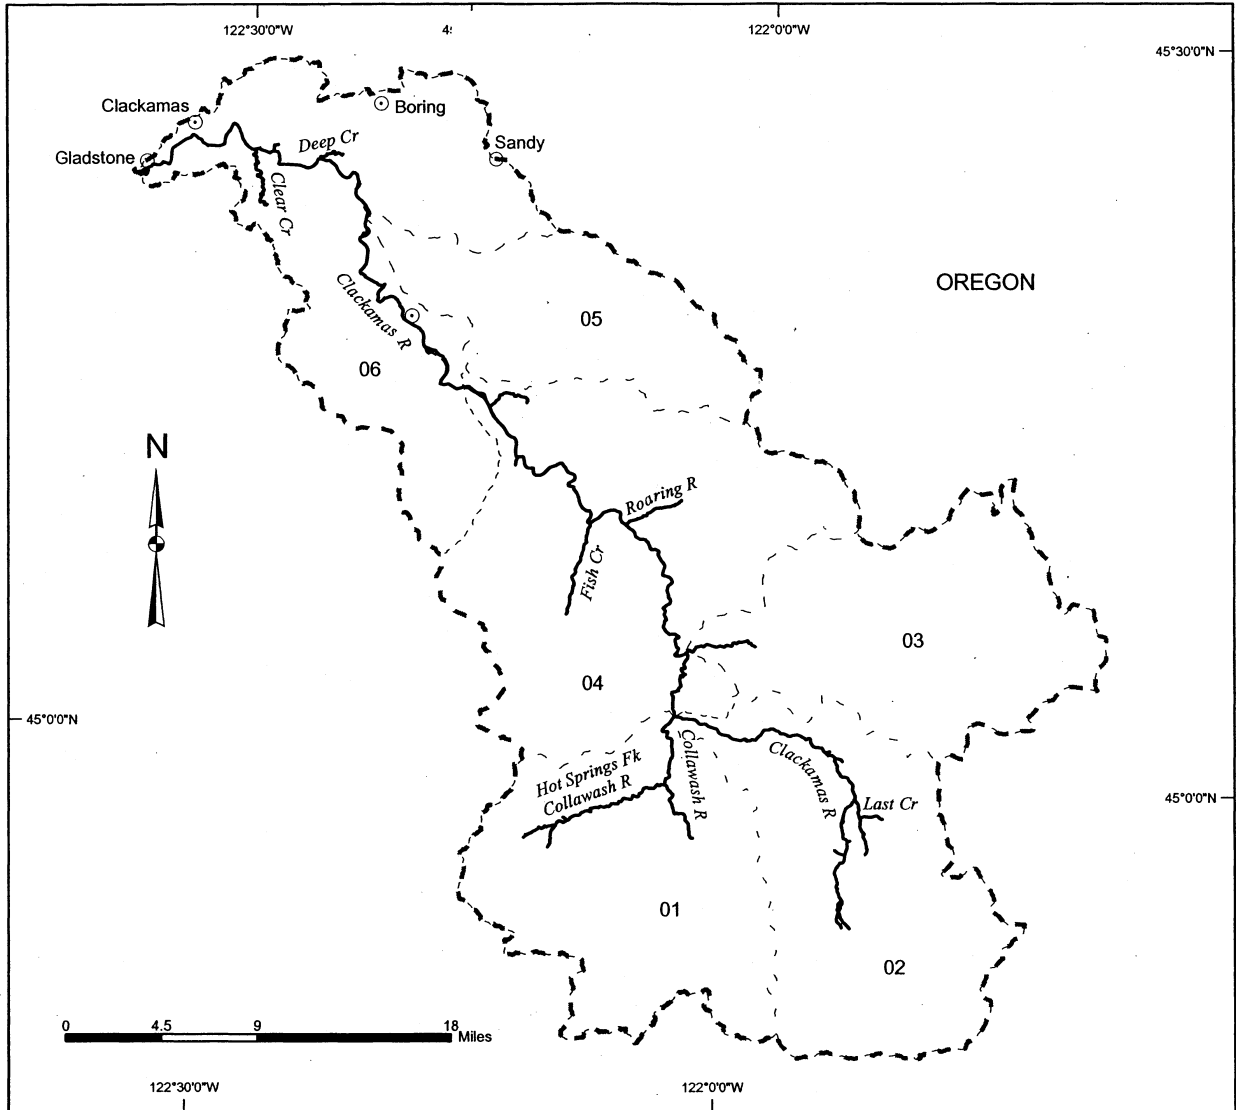 122°30'0"W
122°0'0"W
45°30'0"N
Clackamas
Boring
Gladstone
Deep Cr
Sandy
Clear Cr
OREGON
Clackamas R
05
06
N
Roaring R
Fish Cr
03
04
45°0'0"N
Hot Springs Fk
Collawash R
Collawash R
Clackamas R
Last Cr
45°0'0"N
01
02
0 4.5 9 18
Miles
122°30'0"W
122°0'0"W